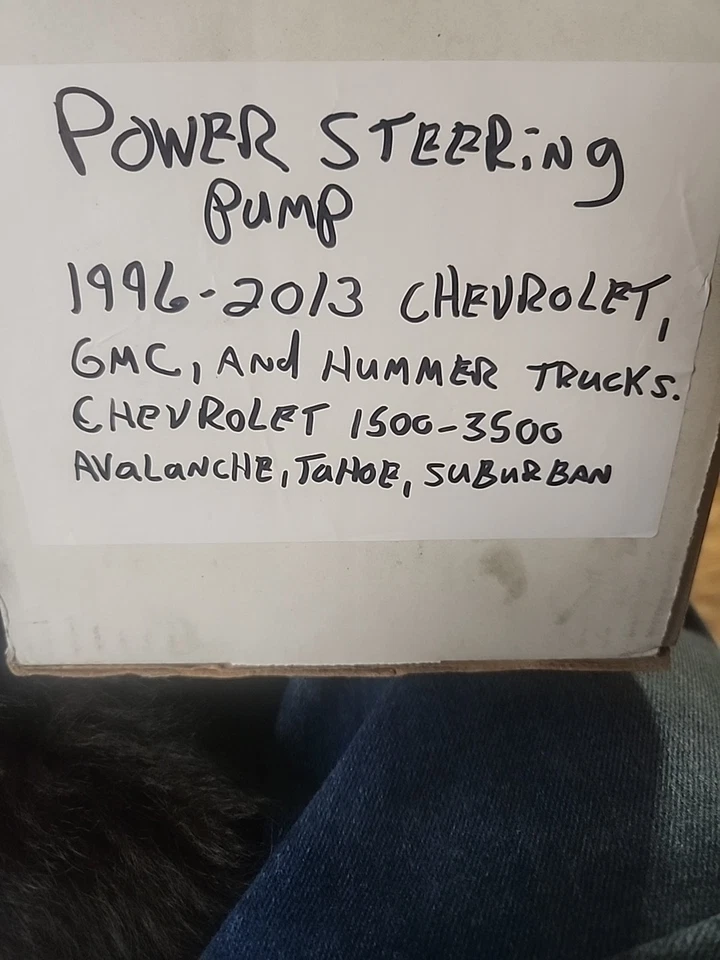 POWER STEERING
PUMP
1996-2013 CHEVROLET,
GMC, AND HUMMER TRUCKS.
CHEVROLET 1500-3500
AVALANCHE, TAHOE, SUBURBAN